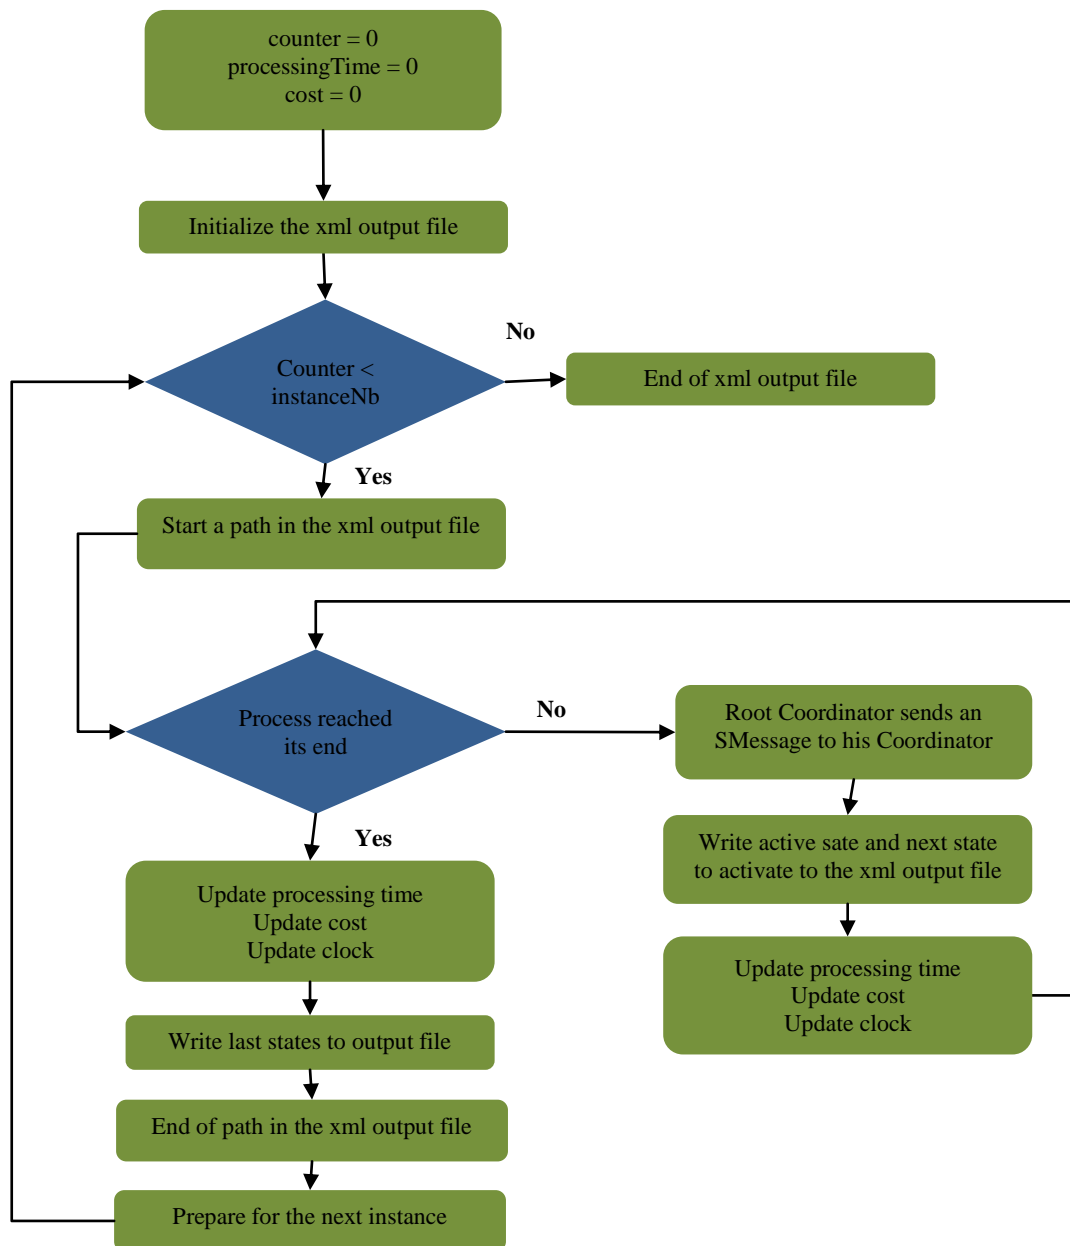 counter = 0
processingTime = 0
cost = 0
Initialize the xml output file
Counter <
instanceNb
No
End of xml output file
Yes
Start a path in the xml output file
Process reached
its end
No
Root Coordinator sends an
SMessage to his Coordinator
Yes
Write active sate and next state
to activate to the xml output file
Update processing time
Update cost
Update clock
Update processing time
Update cost
Update clock
Write last states to output file
End of path in the xml output file
Prepare for the next instance